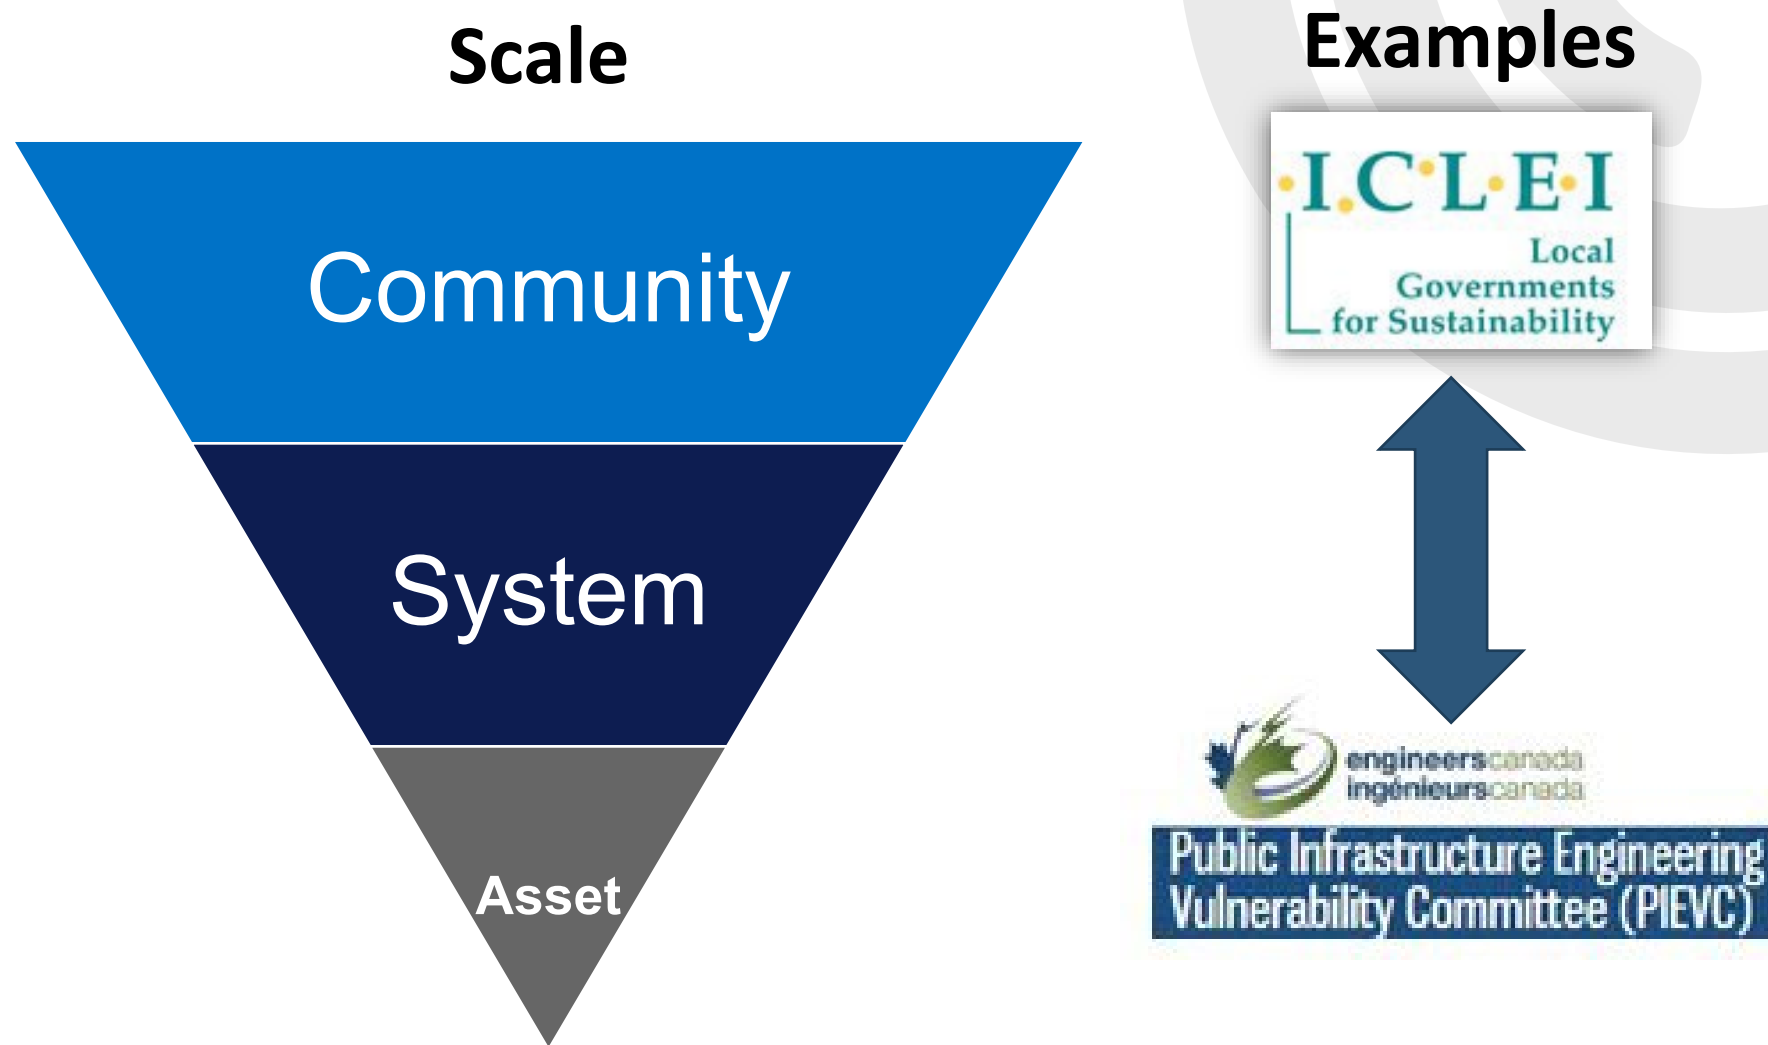 Scale
Examples
Community
System
Asset
I.C.L.E.I
Local
Governments
for Sustainability
engineerscanada
ingénieurscanada
Public Infrastructure Engineering
Vulnerability Committee (PIEVC)